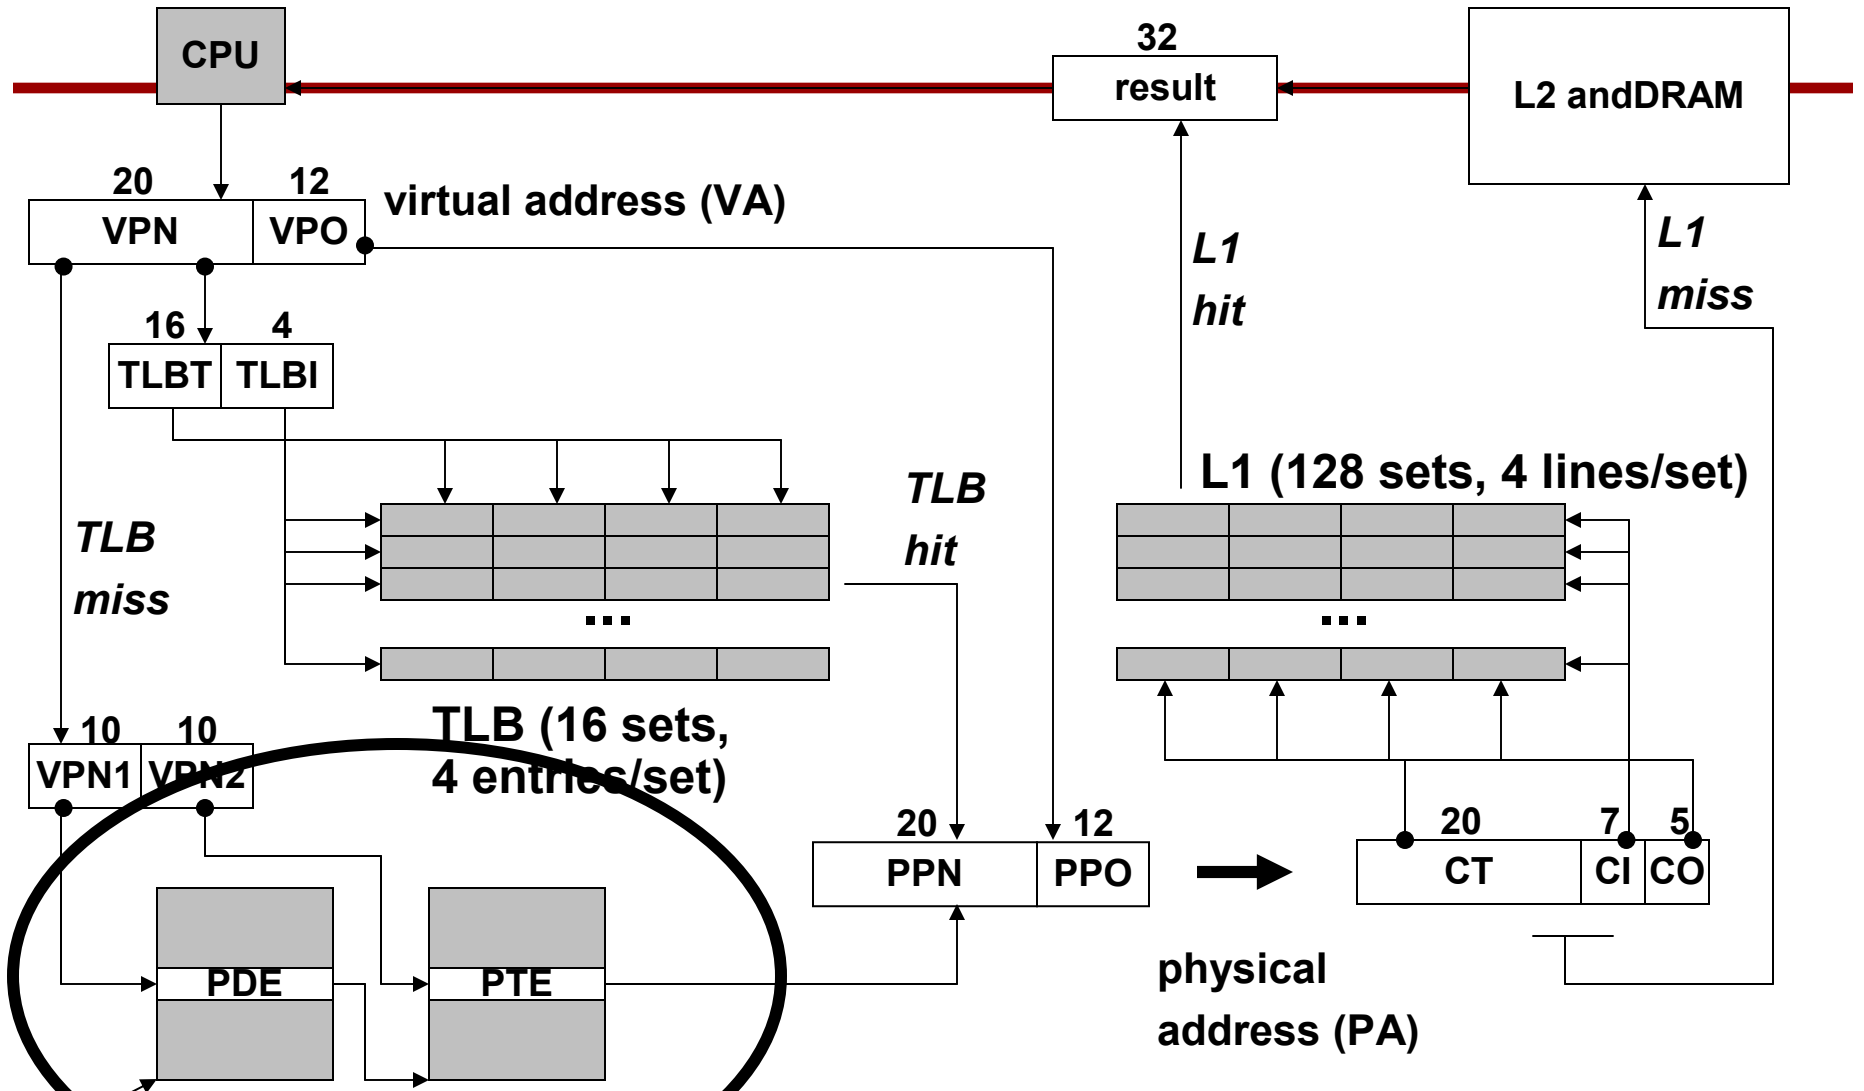 CPU
32
result
L2 andDRAM
20
12
VPN
VPO
virtual address (VA)
L1
hit
L1
miss
16
4
TLBT
TLBI
TLB
miss
TLB
hit
L1 (128 sets, 4 lines/set)
...
...
TLB (16 sets,
4 entries/set)
10
10
VPN1
VPN2
20
12
PPN
PPO
20
7
5
CT
CI
CO
PDE
PTE
physical
address (PA)